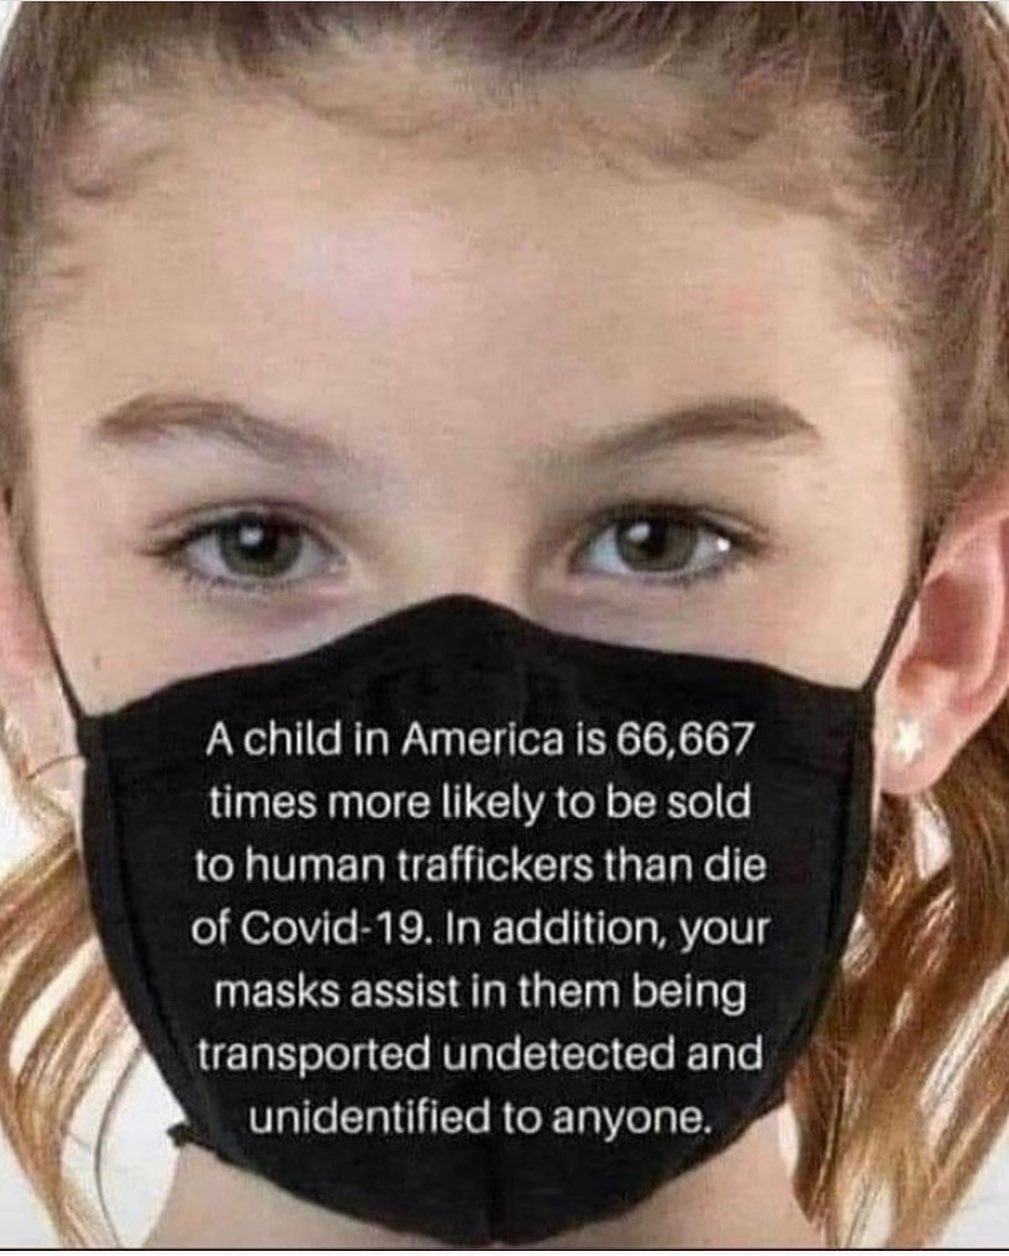 A child in America is 66,667
times more likely to be sold
to human traffickers than die
of Covid-19. In addition, your
masks assist in them being
transported undetected and
unidentified to anyone.